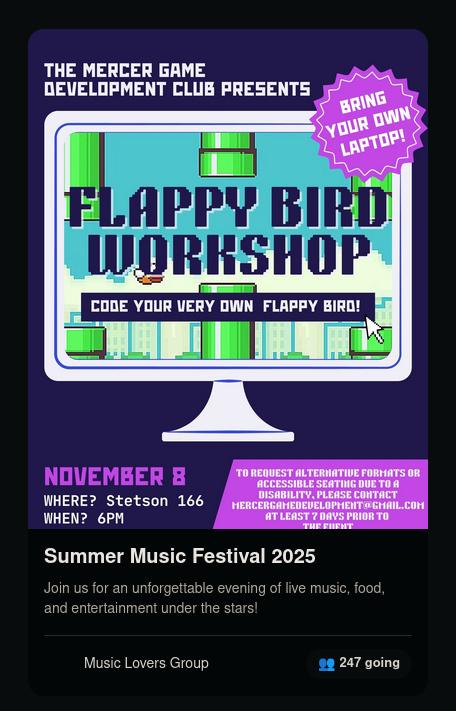 THE MERCER GAME
DEVELOPMENT CLUB PRESENTS
BRING
YOUR OWN
LAPTOP!
FLAPPY BIRD
WORKSHOP
CODE YOUR VERY OWN FLAPPY BIRD!
NOVEMBER 8
WHERE? Stetson 166
WHEN? 6PM
TO REQUEST ALTERNATIVE FORMATS OR
ACCESSIBLE SEATING DUE TO A
DISABILITY, PLEASE CONTACT
MERCERGAMEDEVELOPMENT@GMAIL.COM
AT LEAST 7 DAYS PRIOR TO
THE EVENT
Summer Music Festival 2025
Join us for an unforgettable evening of live music, food,
and entertainment under the stars!
Music Lovers Group
👥 247 going